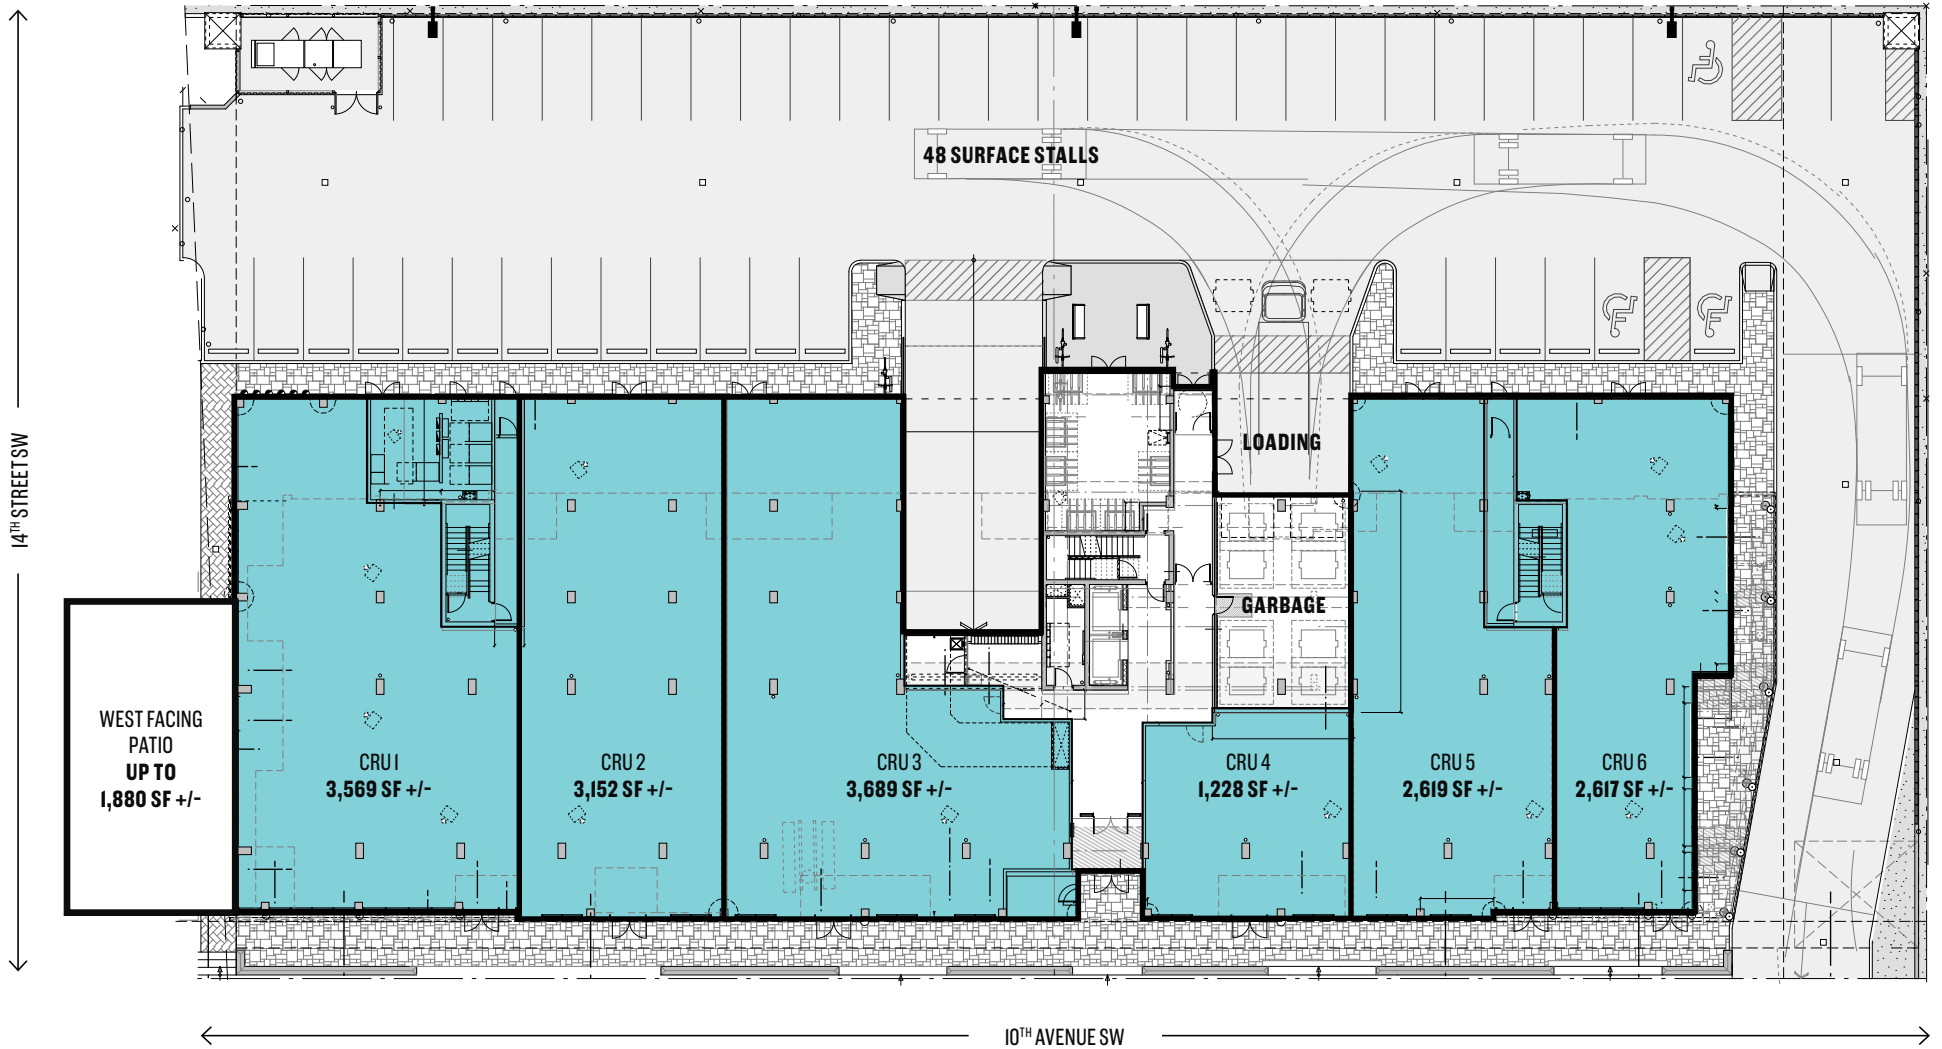 48 SURFACE STALLS
14TH STREET SW
LOADING
GARBAGE
WEST FACING
PATIO
UP TO
1,880 SF +/-
CRU 1
3,569 SF +/-
CRU 2
3,152 SF +/-
CRU 3
3,689 SF +/-
CRU 4
1,228 SF +/-
CRU 5
2,619 SF +/-
CRU 6
2,617 SF +/-
10TH AVENUE SW